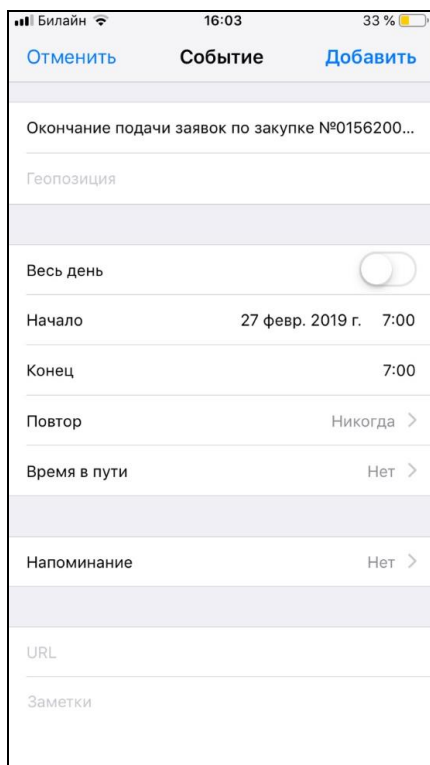 Билайн 16:03 33 %
Отменить Событие Добавить
Окончание подачи заявок по закупке №0156200...
Геопозиция
Весь день
Начало 27 февр. 2019 г. 7:00
Конец 7:00
Повтор Никогда
Время в пути Нет
Напоминание Нет
URL
Заметки